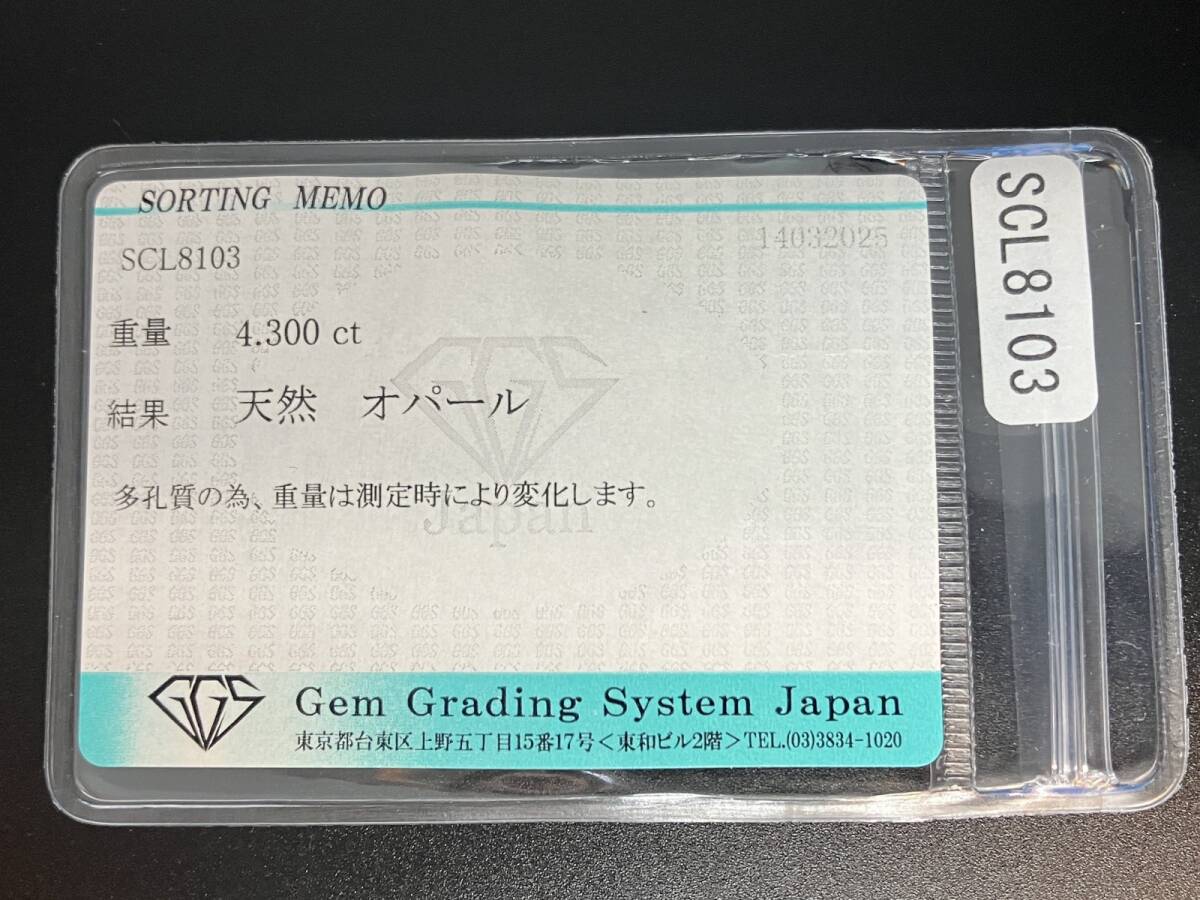 SORTING MEMO
SCL8103
14032025
重量 4.300 ct
結果 天然 オパール
多孔質の為、重量は測定時により変化します。
GGS
Japan
GGS
Gem Grading System Japan
東京都台東区上野五丁目15番17号＜東和ビル2階＞TEL.(03)3834-1020
SCL8103